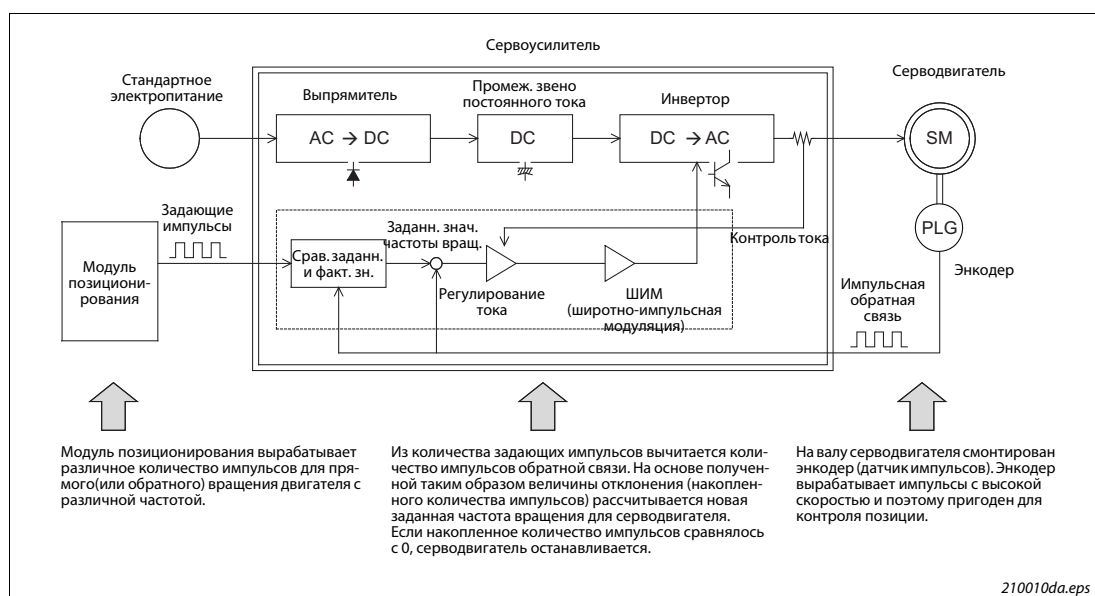 Сервоусилитель
Стандартное
электропитание
Выпрямитель
Промеж. звено
постоянного тока
Инвертор
Серводвигатель
AC → DC
DC
DC → AC
SM
Задающие
импульсы
Модуль
позициони-
рования
Срав. заданн.
и факт. зн.
Заданн. знач.
частоты вращ.
Регулирование
тока
ШИМ
(широтно-импульсная
модуляция)
Контроль тока
PLG
Энкодер
Импульсная
обратная
связь
Модуль позиционирования вырабатывает
различное количество импульсов для пря-
мого(или обратного) вращения двигателя с
различной частотой.
Из количества задающих импульсов вычитается коли-
чество импульсов обратной связи. На основе получен-
ной таким образом величины отклонения (накоплен-
ного количества импульсов) рассчитывается новая
заданная частота вращения для серводвигателя.
Если накопленное количество импульсов сравнялось
с 0, серводвигатель останавливается.
На валу серводвигателя смонтирован
энкодер (датчик импульсов). Энкодер
вырабатывает импульсы с высокой
скоростью и поэтому пригоден для
контроля позиции.
210010da.eps